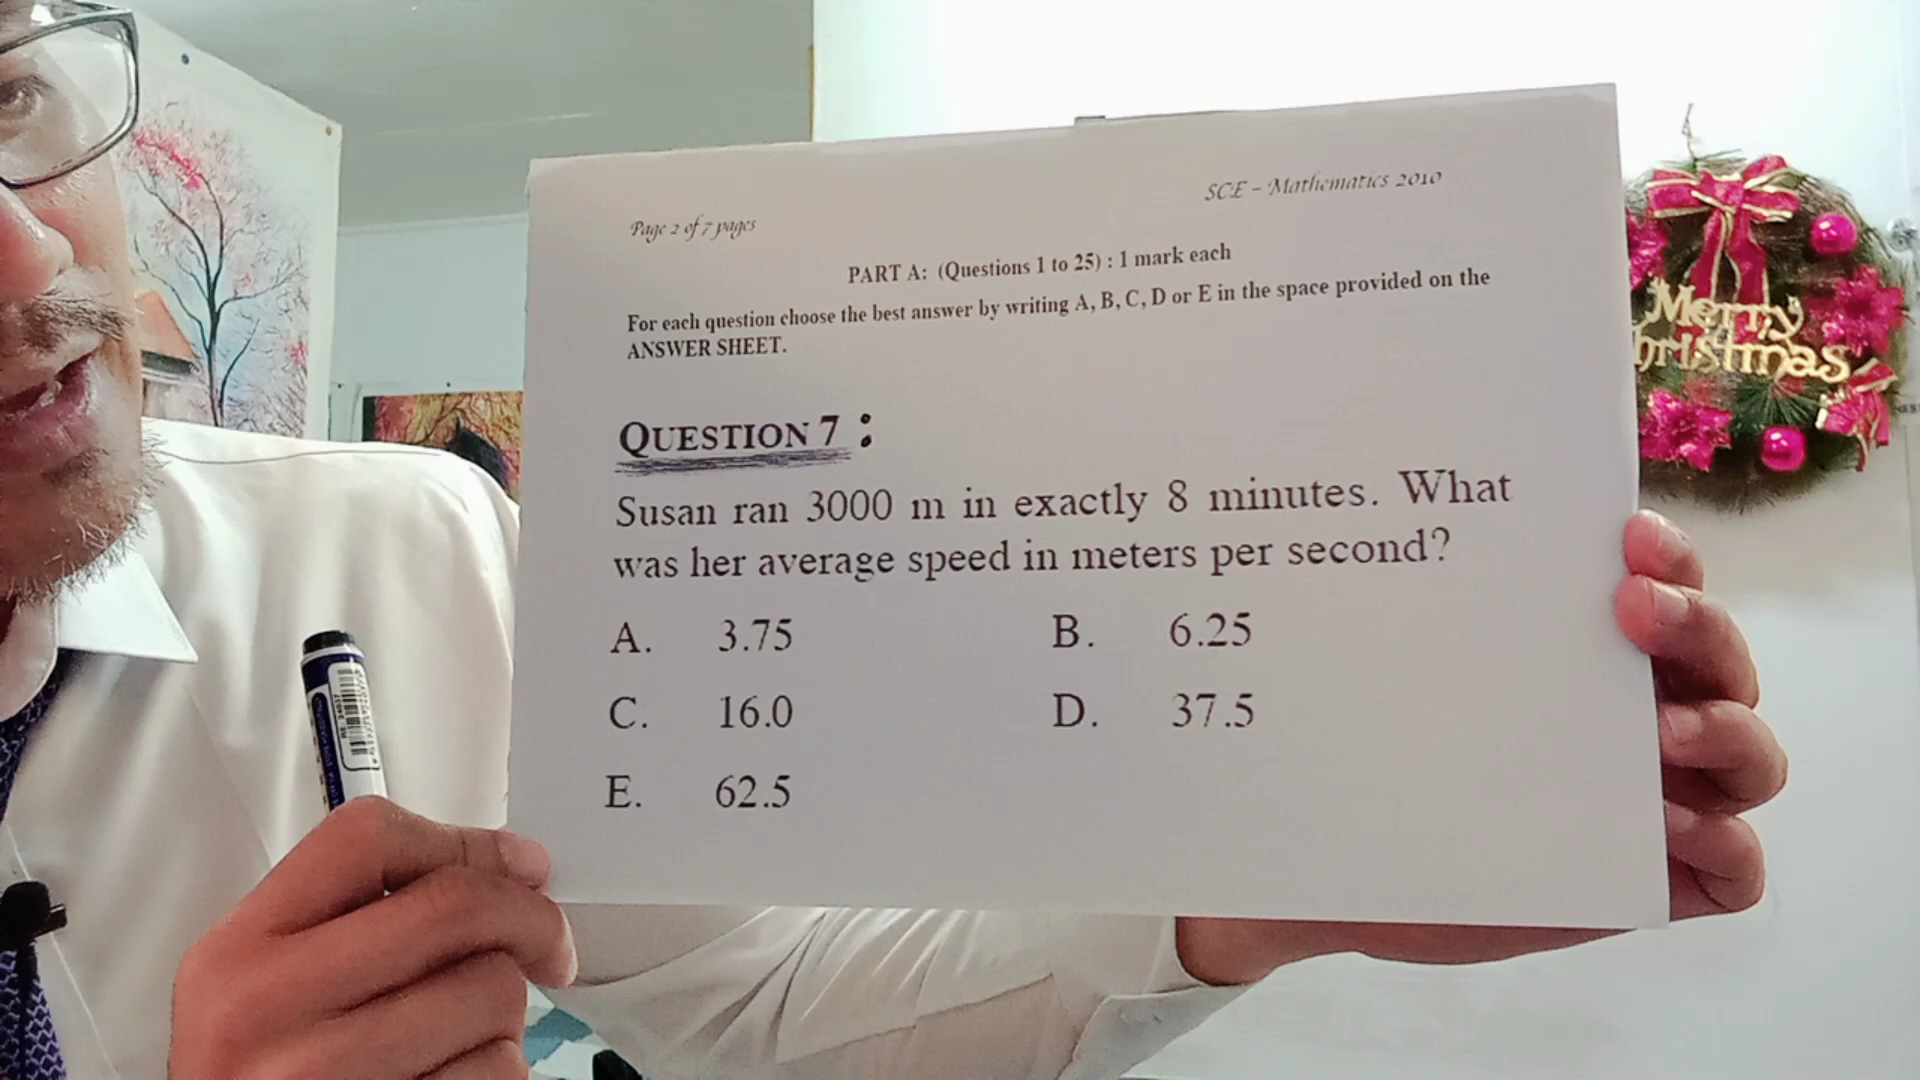 SCE – Mathematics 2010
Page 2 of 7 pages
PART A: (Questions 1 to 25) : 1 mark each
For each question choose the best answer by writing A, B, C, D or E in the space provided on the
ANSWER SHEET.
QUESTION 7 :
Susan ran 3000 m in exactly 8 minutes. What
was her average speed in meters per second?
A. 3.75 B. 6.25
C. 16.0 D. 37.5
E. 62.5
Merry
Christmas